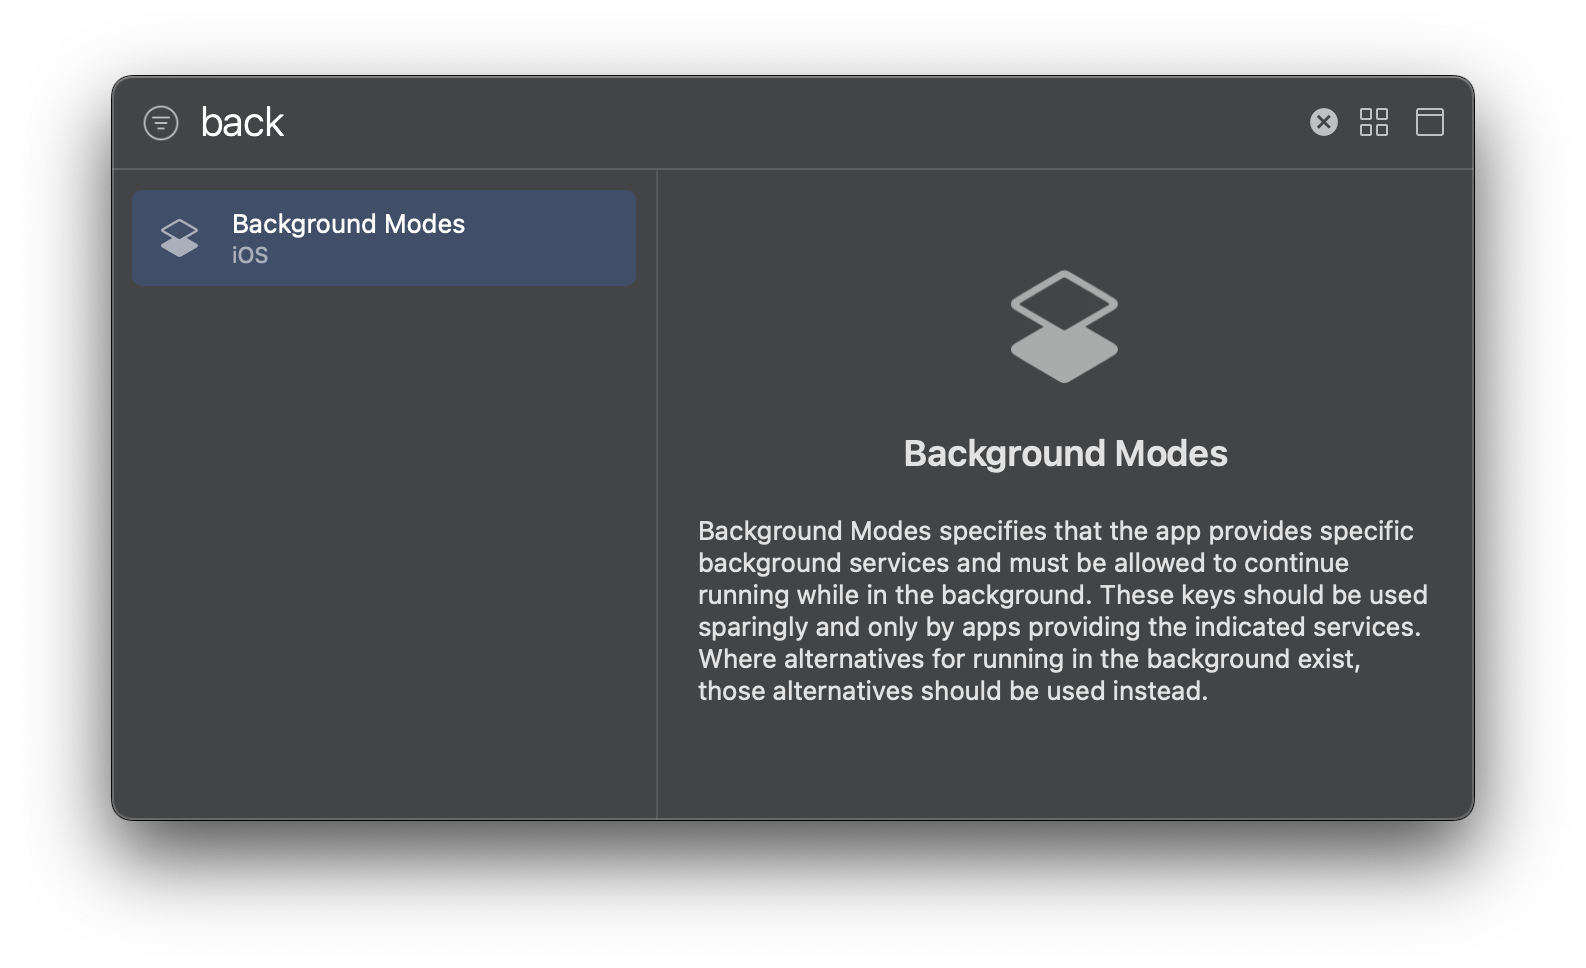 back
Background Modes
iOS
Background Modes
Background Modes specifies that the app provides specific
background services and must be allowed to continue
running while in the background. These keys should be used
sparingly and only by apps providing the indicated services.
Where alternatives for running in the background exist,
those alternatives should be used instead.